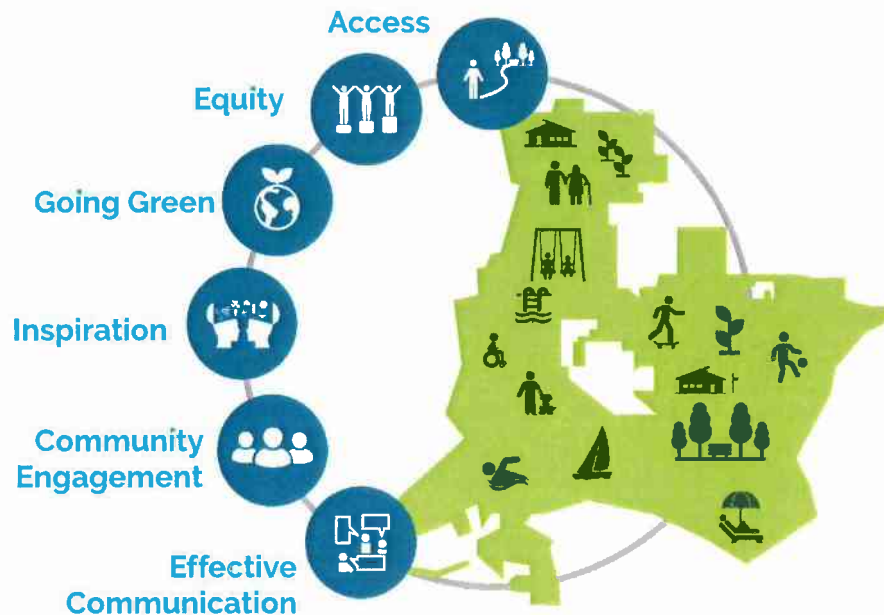 Access
Equity
Going Green
Inspiration
Community
Engagement
Effective
Communication